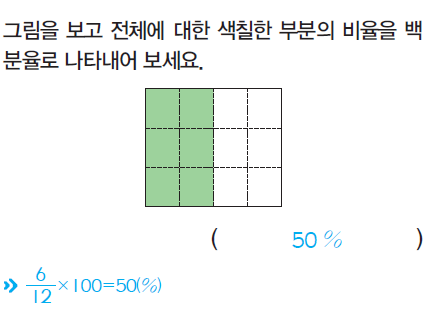 그림을 보고 전체에 대한 색칠한 부분의 비율을 백
분율로 나타내어 보세요.
( 50 % )
» 6/12 × 100=50(%)